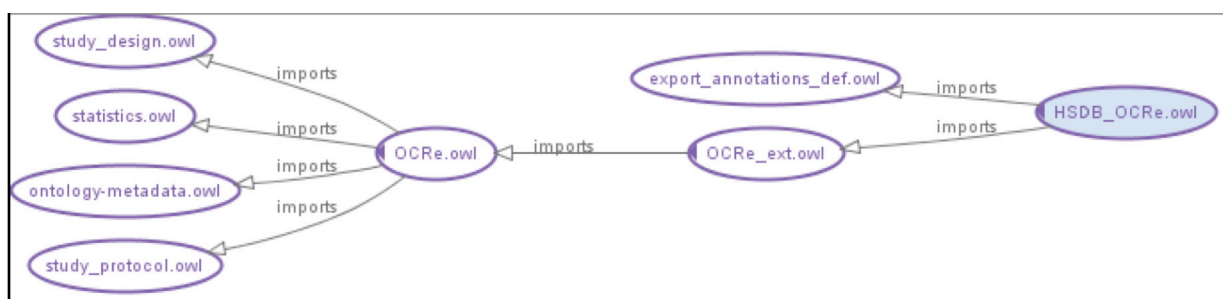 study_design.owl
imports
export_annotations_def.owl
imports
statistics.owl
imports
HSDB_OCRe.owl
imports
OCRe.owl
imports
OCRe_ext.owl
imports
ontology-metadata.owl
imports
study_protocol.owl